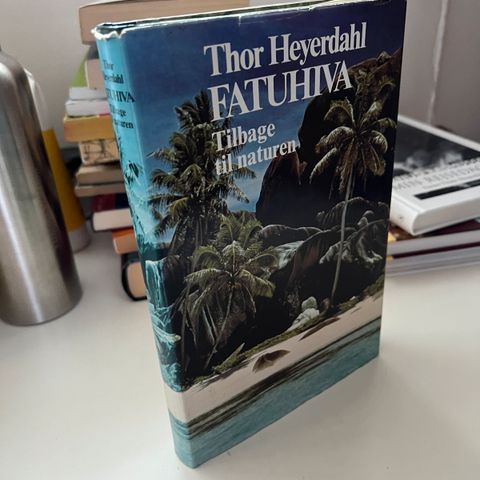 Thor Heyerdahl
FATUHIVA
Tilbage
til naturen
Thor
Heyerdahl
FATUHIVA
Tilbage
til naturen